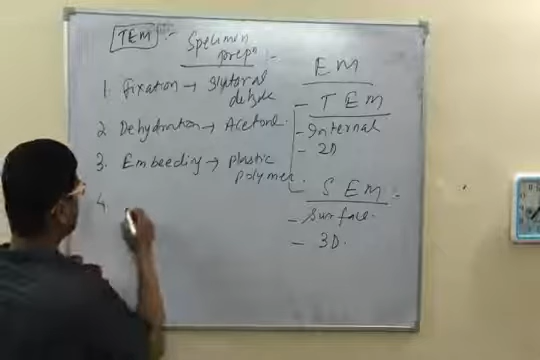 TEM :-
Specimen
prepn :-
1. Fixation → Glutaral
dehyde
2. Dehydration → Acetone.
3. Embeeding → plastic
polymer.
4.
EM
- TEM
- Internal
- 2D
SEM :-
- Surface.
- 3D.